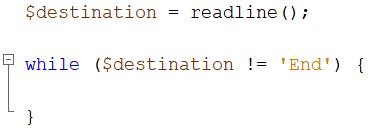 $destination = readline();
while ($destination != 'End') {
}